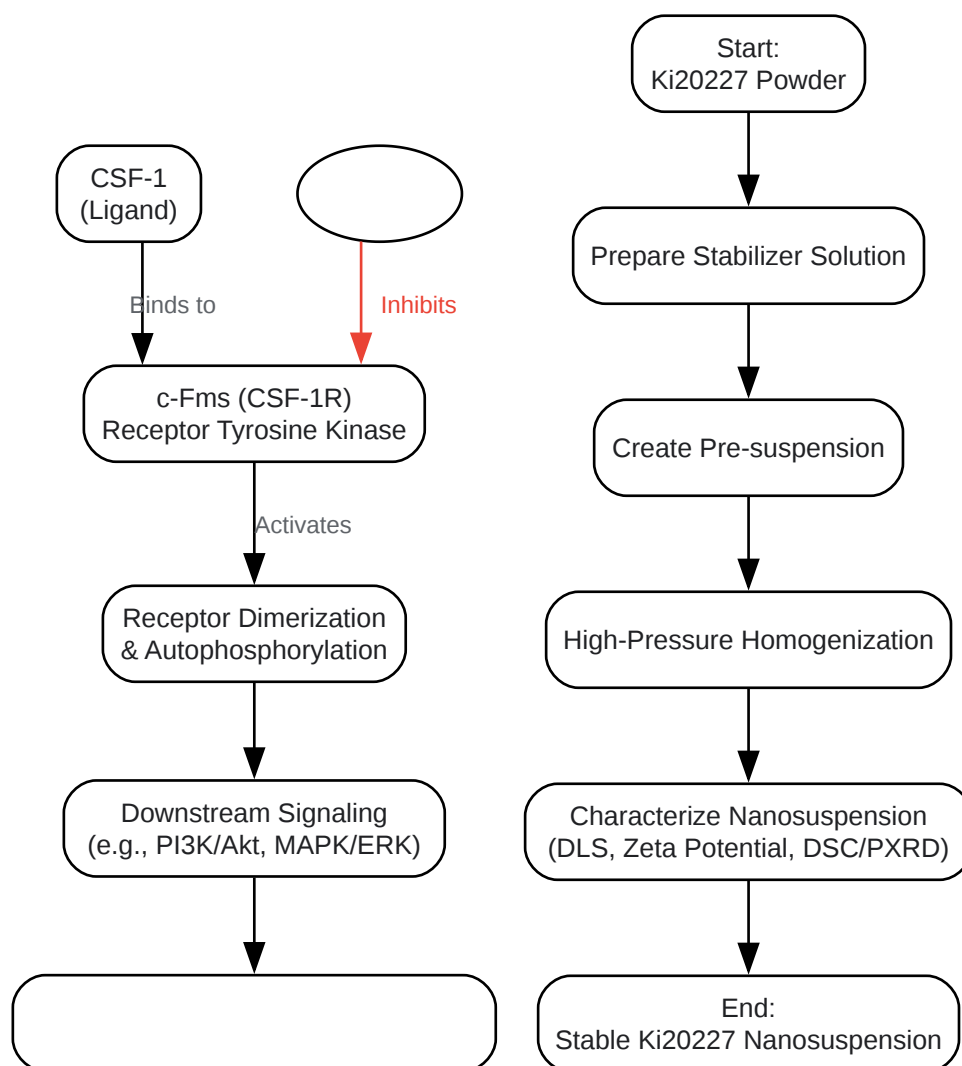 CSF-1
(Ligand)
Binds to
Inhibits
c-Fms (CSF-1R)
Receptor Tyrosine Kinase
Activates
Receptor Dimerization
& Autophosphorylation
Downstream Signaling
(e.g., PI3K/Akt, MAPK/ERK)
Start:
Ki20227 Powder
Prepare Stabilizer Solution
Create Pre-suspension
High-Pressure Homogenization
Characterize Nanosuspension
(DLS, Zeta Potential, DSC/PXRD)
End:
Stable Ki20227 Nanosuspension